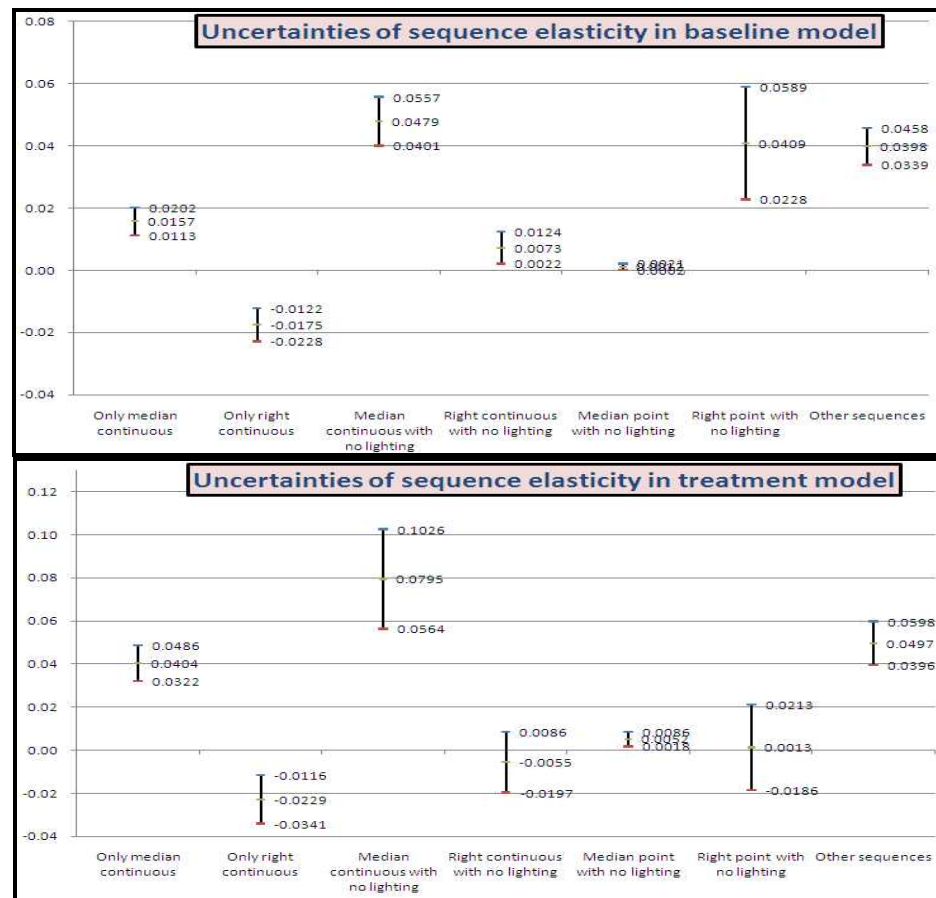 Uncertainties of sequence elasticity in baseline model
0.08
0.06
0.04
0.02
0.00
-0.02
-0.04
0.0202
0.0157
0.0113
-0.0122
-0.0175
-0.0228
0.0557
0.0479
0.0401
0.0124
0.0073
0.0022
0.0021
0.0002
0.0589
0.0409
0.0228
0.0458
0.0398
0.0339
Only median
continuous
Only right
continuous
Median
continuous with
no lighting
Right continuous
with no lighting
Median point
with no lighting
Right point with
no lighting
Other sequences
Uncertainties of sequence elasticity in treatment model
0.12
0.10
0.08
0.06
0.04
0.02
0.00
-0.02
-0.04
0.0486
0.0404
0.0322
-0.0116
-0.0229
-0.0341
0.1026
0.0795
0.0564
0.0086
-0.0055
-0.0197
0.0086
0.0052
0.0018
0.0213
0.0013
-0.0186
0.0598
0.0497
0.0396
Only median
continuous
Only right
continuous
Median
continuous with
no lighting
Right continuous
with no lighting
Median point
with no lighting
Right point with
no lighting
Other sequences